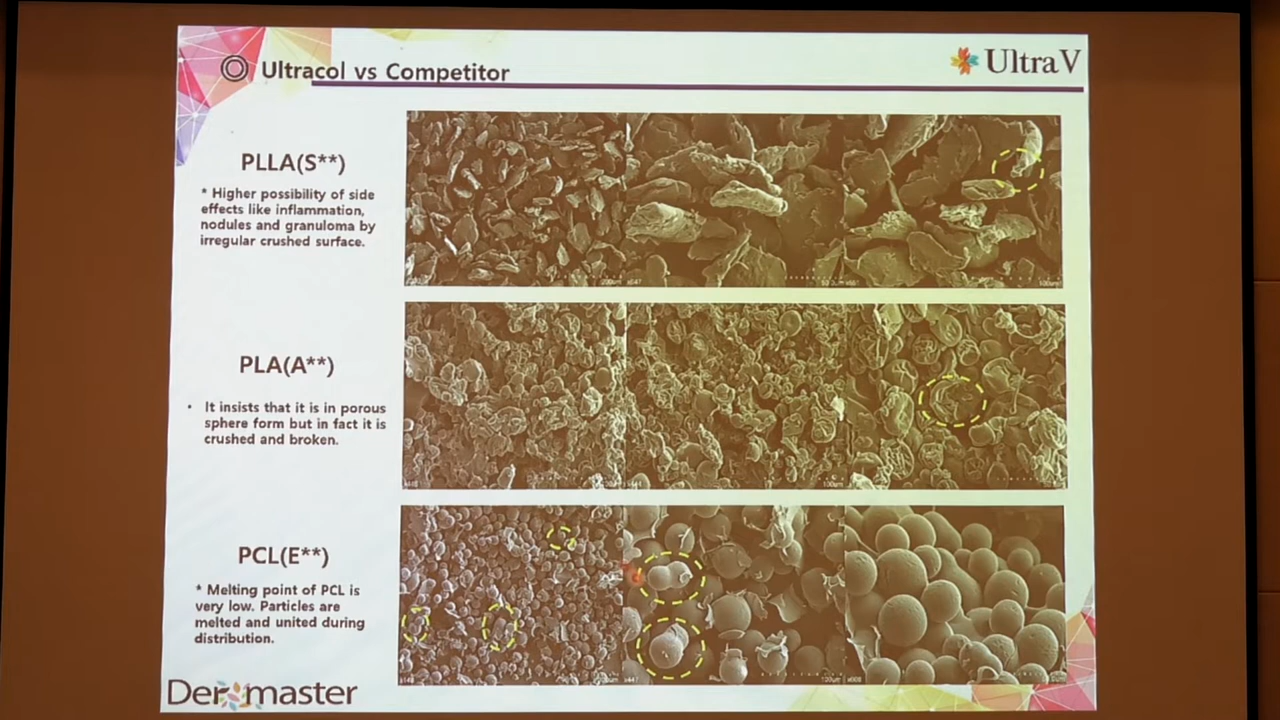 Ultracol vs Competitor
UltraV
PLLA(S**)
* Higher possibility of side
effects like inflammation,
nodules and granuloma by
irregular crushed surface.
PLA(A**)
• It insists that it is in porous
sphere form but in fact it is
crushed and broken.
PCL(E**)
* Melting point of PCL is
very low. Particles are
melted and united during
distribution.
Dermaster